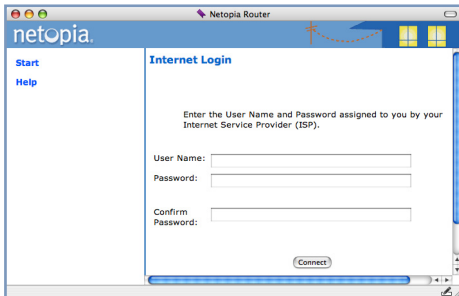 Netopia Router
netopia.
Start
Help
Internet Login
Enter the User Name and Password assigned to you by your
Internet Service Provider (ISP).
User Name:
Password:
Confirm
Password:
Connect